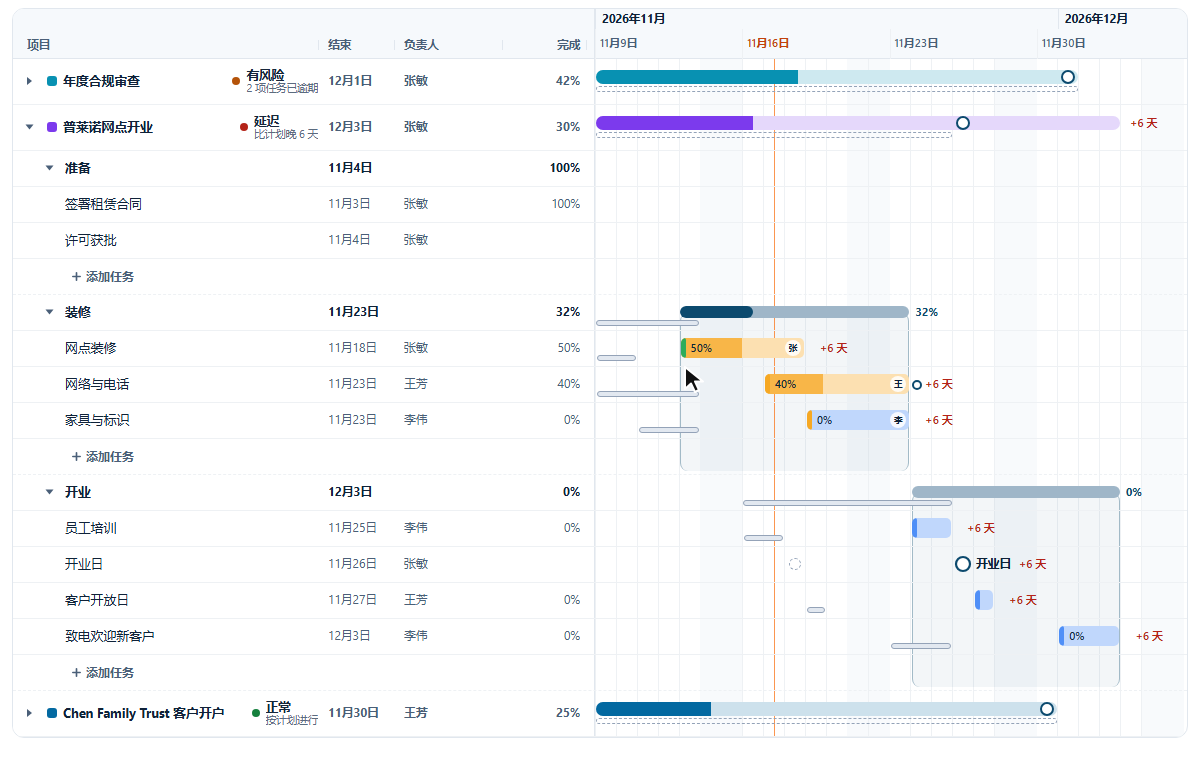 2026年11月 2026年12月
项目 结束 负责人 完成 11月9日 11月16日 11月23日 11月30日
年度合规审查 有风险 12月1日 张敏 42%
2 项任务已逾期
普莱诺网点开业 延迟 12月3日 张敏 30% +6 天
比计划晚 6 天
准备 11月4日 100%
签署租赁合同 11月3日 张敏 100%
许可获批 11月4日 张敏
+ 添加任务
装修 11月23日 32% 32%
网点装修 11月18日 张敏 50% 50% 张 +6 天
网络与电话 11月23日 王芳 40% 40% 王 +6 天
家具与标识 11月23日 李伟 0% 0% 李 +6 天
+ 添加任务
开业 12月3日 0% 0%
员工培训 11月25日 李伟 0% +6 天
开业日 11月26日 张敏 开业日 +6 天
客户开放日 11月27日 王芳 0% +6 天
致电欢迎新客户 12月3日 李伟 0% 0% +6 天
+ 添加任务
Chen Family Trust 客户开户 正常 11月30日 王芳 25%
按计划进行